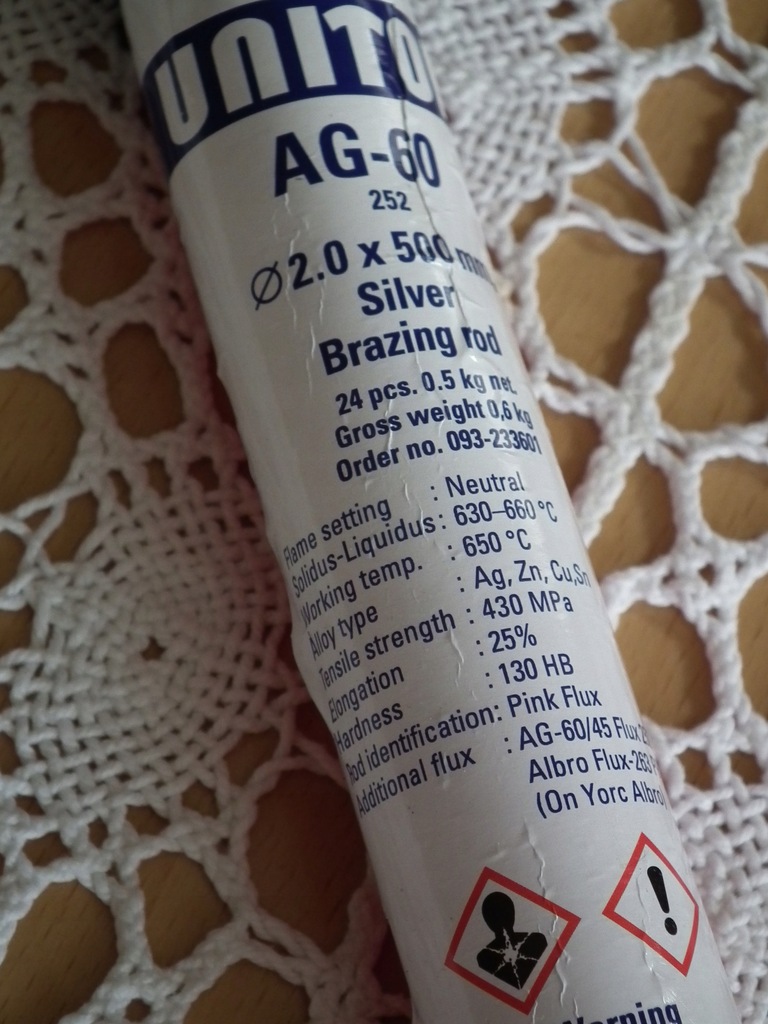 UNITO
AG-60
252
Ø 2.0 x 500 mm
Silver
Brazing rod
24 pcs. 0.5 kg net.
Gross weight 0,6 kg
Order no. 093-233601
Flame setting : Neutral
Solidus-Liquidus : 630–660 °C
Working temp. : 650 °C
Alloy type : Ag, Zn, Cu,Sn
Tensile strength : 430 MPa
Elongation : 25%
Hardness : 130 HB
Rod identification: Pink Flux
Additional flux : AG-60/45 Flux
Albro Flux-263
(On Yorc Albro
Warning